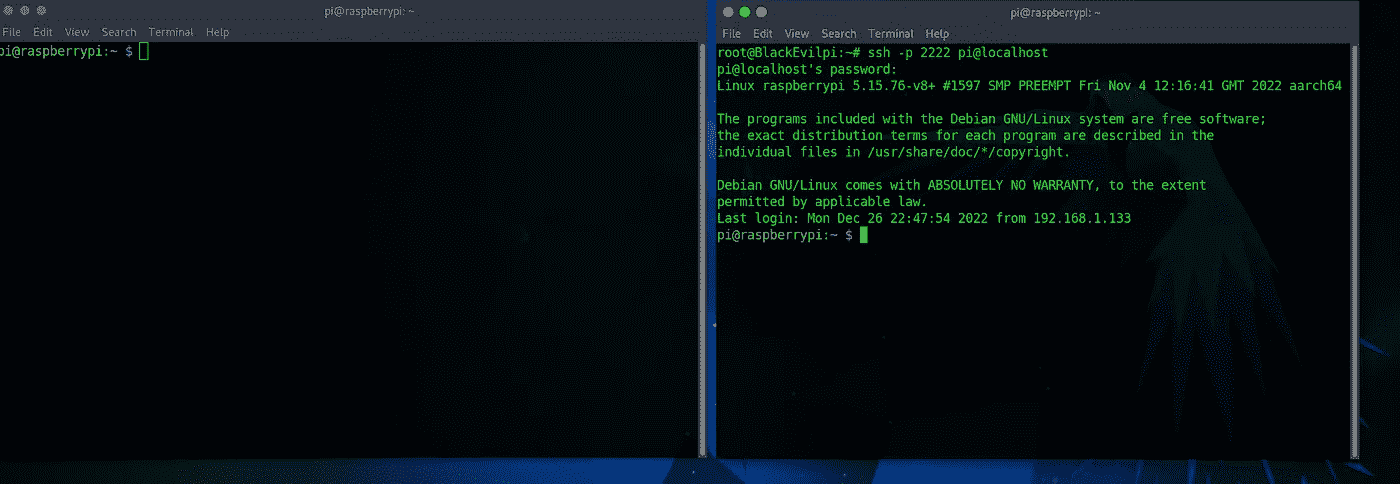 pi@raspberrypi: ~
File Edit View Search Terminal Help
pi@raspberrypi:~ $
pi@raspberrypi: ~
File Edit View Search Terminal Help
root@BlackEvilpi:~# ssh -p 2222 pi@localhost
pi@localhost's password:
Linux raspberrypi 5.15.76-v8+ #1597 SMP PREEMPT Fri Nov 4 12:16:41 GMT 2022 aarch64
The programs included with the Debian GNU/Linux system are free software;
the exact distribution terms for each program are described in the
individual files in /usr/share/doc/*/copyright.
Debian GNU/Linux comes with ABSOLUTELY NO WARRANTY, to the extent
permitted by applicable law.
Last login: Mon Dec 26 22:47:54 2022 from 192.168.1.133
pi@raspberrypi:~ $